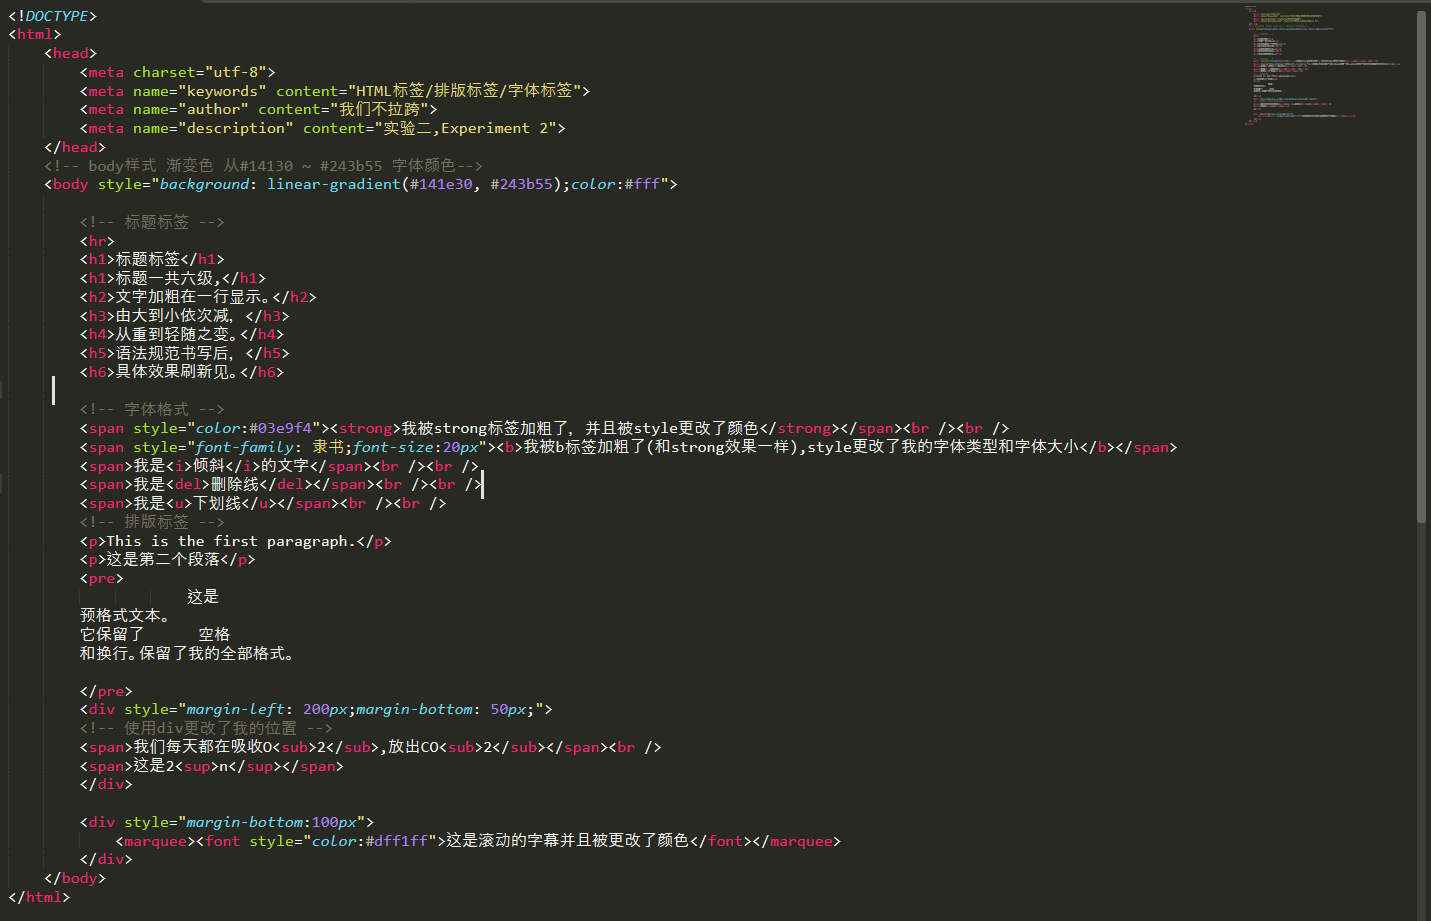 <!DOCTYPE>
<html>
<head>
<meta charset="utf-8">
<meta name="keywords" content="HTML标签/排版标签/字体标签">
<meta name="author" content="我们不拉跨">
<meta name="description" content="实验二,Experiment 2">
</head>
<!-- body样式 渐变色 从#14130 ~ #243b55 字体颜色-->
<body style="background: linear-gradient(#141e30, #243b55);color:#fff">
<!-- 标题标签 -->
<hr>
<h1>标题标签</h1>
<h1>标题一共六级,</h1>
<h2>文字加粗在一行显示。</h2>
<h3>由大到小依次减，</h3>
<h4>从重到轻随之变。</h4>
<h5>语法规范书写后，</h5>
<h6>具体效果刷新见。</h6>
<!-- 字体格式 -->
<span style="color:#03e9f4"><strong>我被strong标签加粗了，并且被style更改了颜色</strong></span><br /><br />
<span style="font-family: 隶书;font-size:20px"><b>我被b标签加粗了(和strong效果一样),style更改了我的字体类型和字体大小</b></span>
<span>我是<i>倾斜</i>的文字</span><br /><br />
<span>我是<del>删除线</del></span><br /><br />
<span>我是<u>下划线</u></span><br /><br />
<!-- 排版标签 -->
<p>This is the first paragraph.</p>
<p>这是第二个段落</p>
<pre>
这是
预格式文本。
它保留了      空格
和换行。保留了我的全部格式。
</pre>
<div style="margin-left: 200px;margin-bottom: 50px;">
<!-- 使用div更改了我的位置 -->
<span>我们每天都在吸收O<sub>2</sub>,放出CO<sub>2</sub></span><br />
<span>这是2<sup>n</sup></span>
</div>
<div style="margin-bottom:100px">
<marquee><font style="color:#dff1ff">这是滚动的字幕并且被更改了颜色</font></marquee>
</div>
</body>
</html>